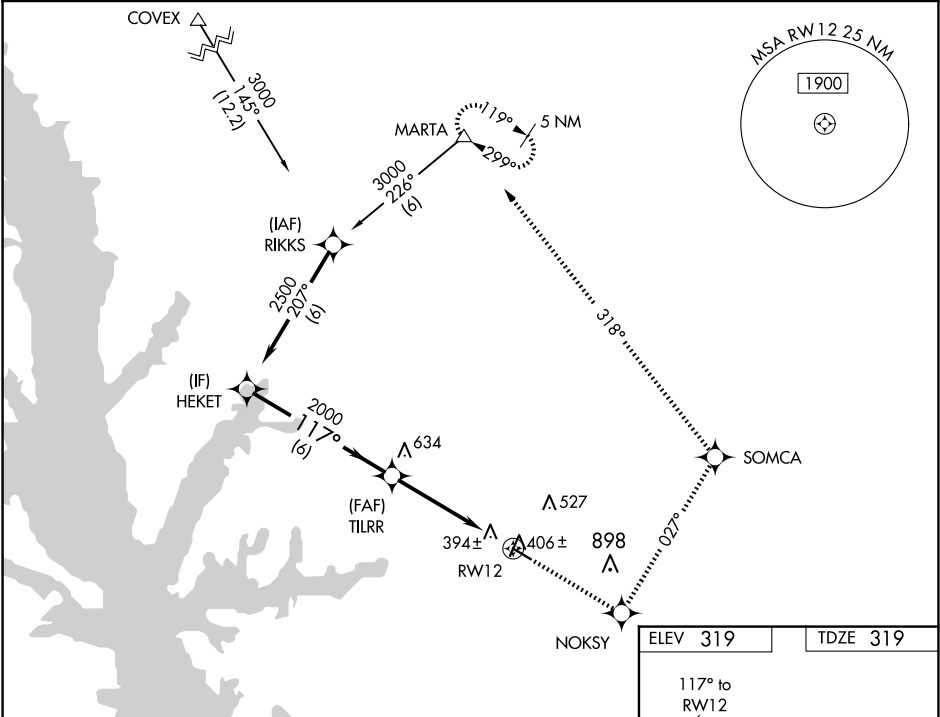 COVEX
3000
145°
(12.2)
MSA RW12 25 NM
1900
MARTA
119°
5 NM
299°
3000
226°
(6)
(IAF)
RIKKS
2500
207°
(6)
318°
(IF)
HEKET
2000
117°
(6)
634
SOMCA
(FAF)
TILRR
527
394±
406±
898
027°
RW12
NOKSY
ELEV 319
TDZE 319
117° to
RW12